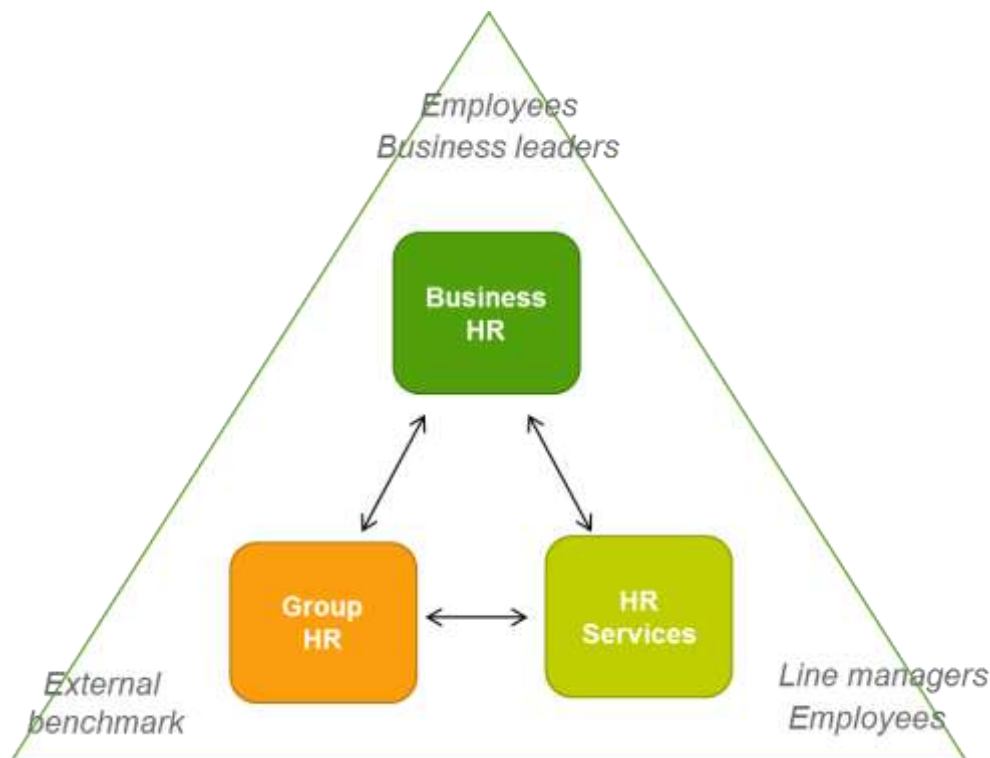 Employees
Business leaders
Business
HR
Group
HR
HR
Services
External
benchmark
Line managers
Employees